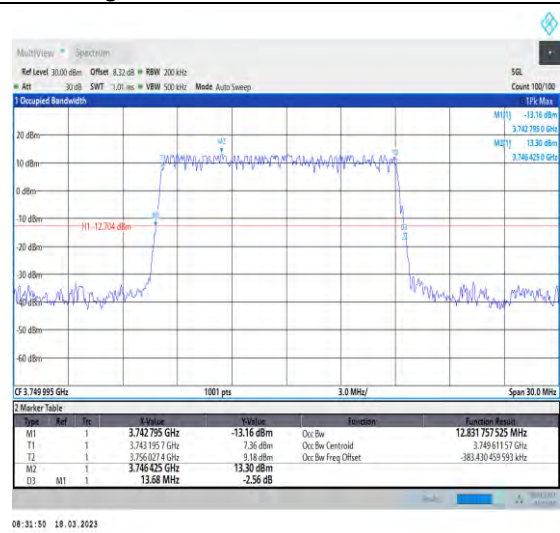 MultiView Spectrum
Ref Level 30.00 dBm Offset 8.32 dB RBW 200 kHz SGL
Att 30 dB SWT 1.01 ms VBW 500 kHz Mode Auto Sweep Count 100/100
1 Occupied Bandwidth 1Pk Max
M1[1] -13.16 dBm
3.742 795 0 GHz
M2[1] 13.30 dBm
3.746 425 0 GHz
20 dBm
10 dBm
0 dBm
-10 dBm
-20 dBm
-30 dBm
-40 dBm
-50 dBm
-60 dBm
M2
T2
M1
H1 -12.704 dBm
D3
CF 3.749 995 GHz 1001 pts 3.0 MHz/ Span 30.0 MHz
2 Marker Table
Type Ref Trc X-Value Y-Value Function Function Result
M1 1 3.742 795 GHz -13.16 dBm Occ Bw 12.831 757 525 MHz
T1 1 3.743 195 7 GHz 7.36 dBm Occ Bw Centroid 3.749 611 57 GHz
T2 1 3.756 027 4 GHz 9.18 dBm Occ Bw Freq Offset -383.430 459 593 kHz
M2 1 3.746 425 GHz 13.30 dBm
D3 M1 1 13.68 MHz -2.56 dB
08:31:50 18.03.2023